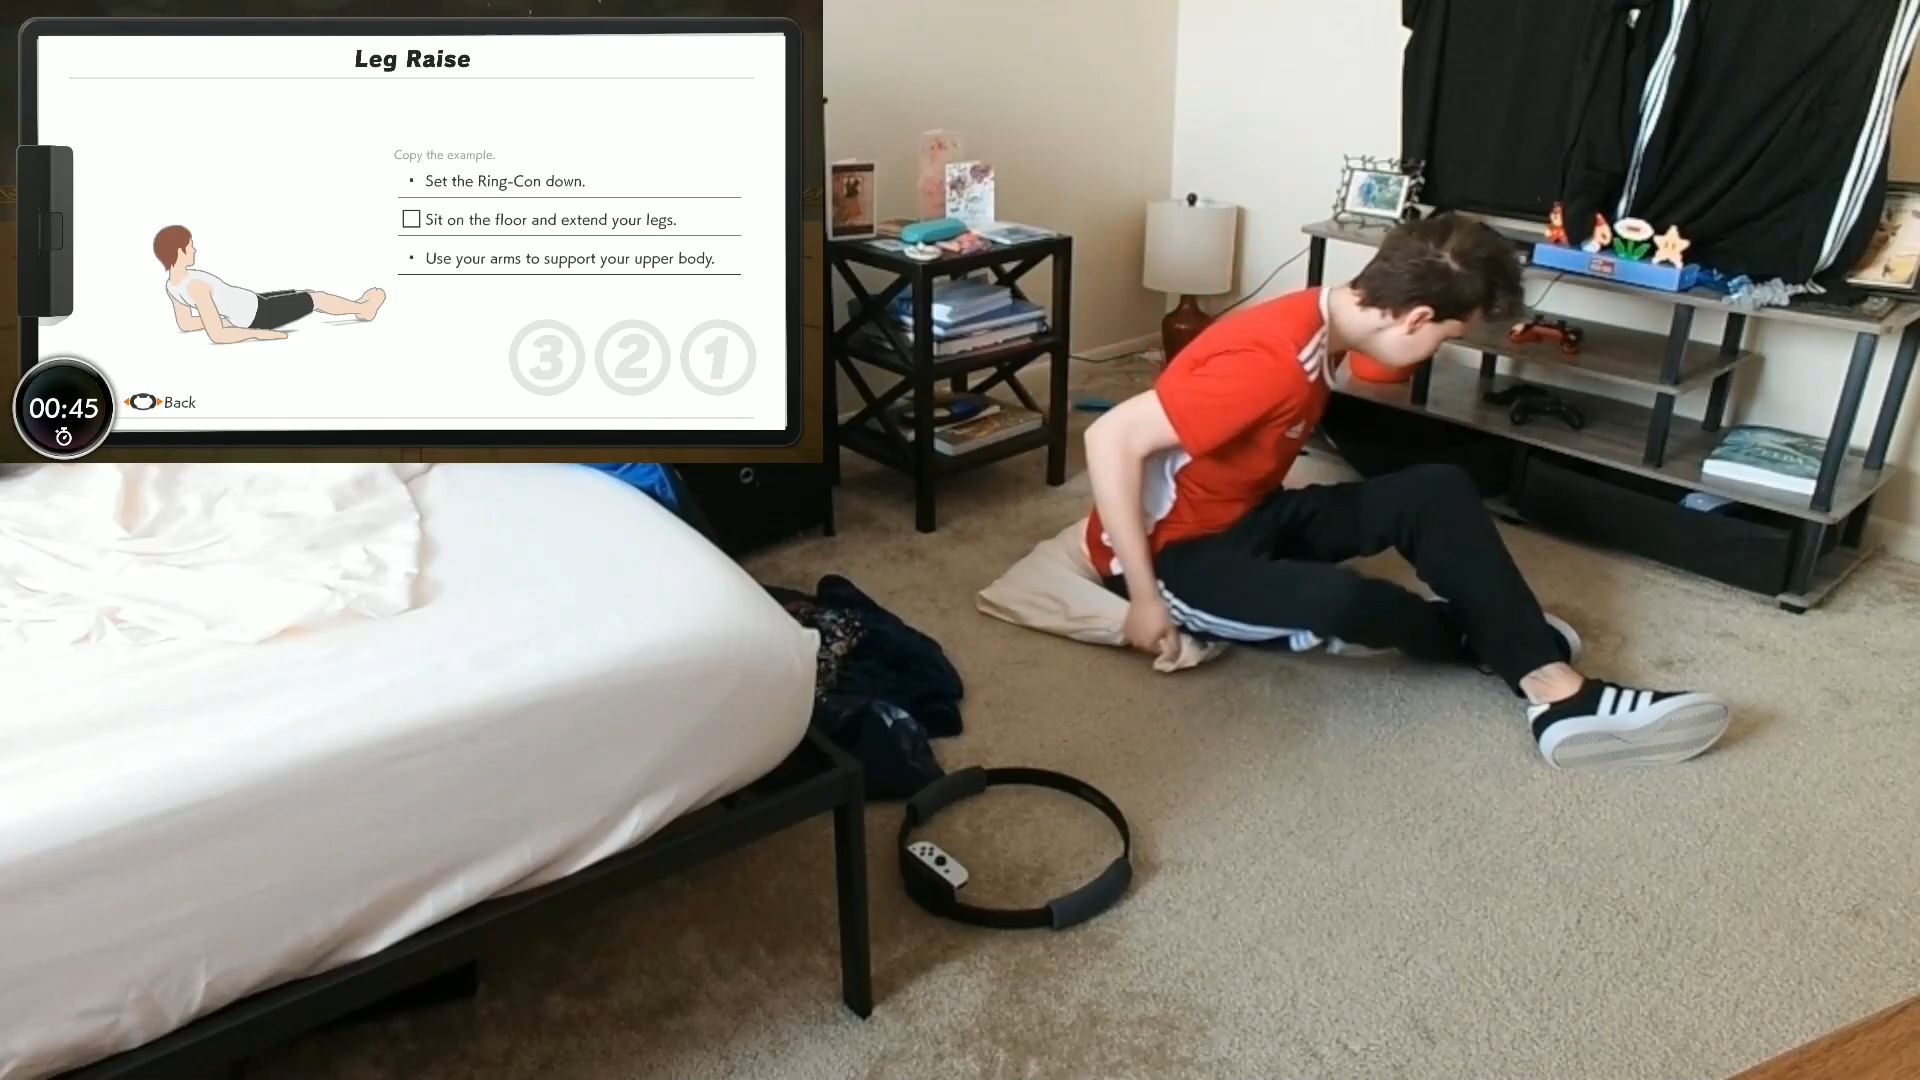 Leg Raise
Copy the example.
• Set the Ring-Con down.
Sit on the floor and extend your legs.
• Use your arms to support your upper body.
3 2 1
00:45
Back
ZELDA